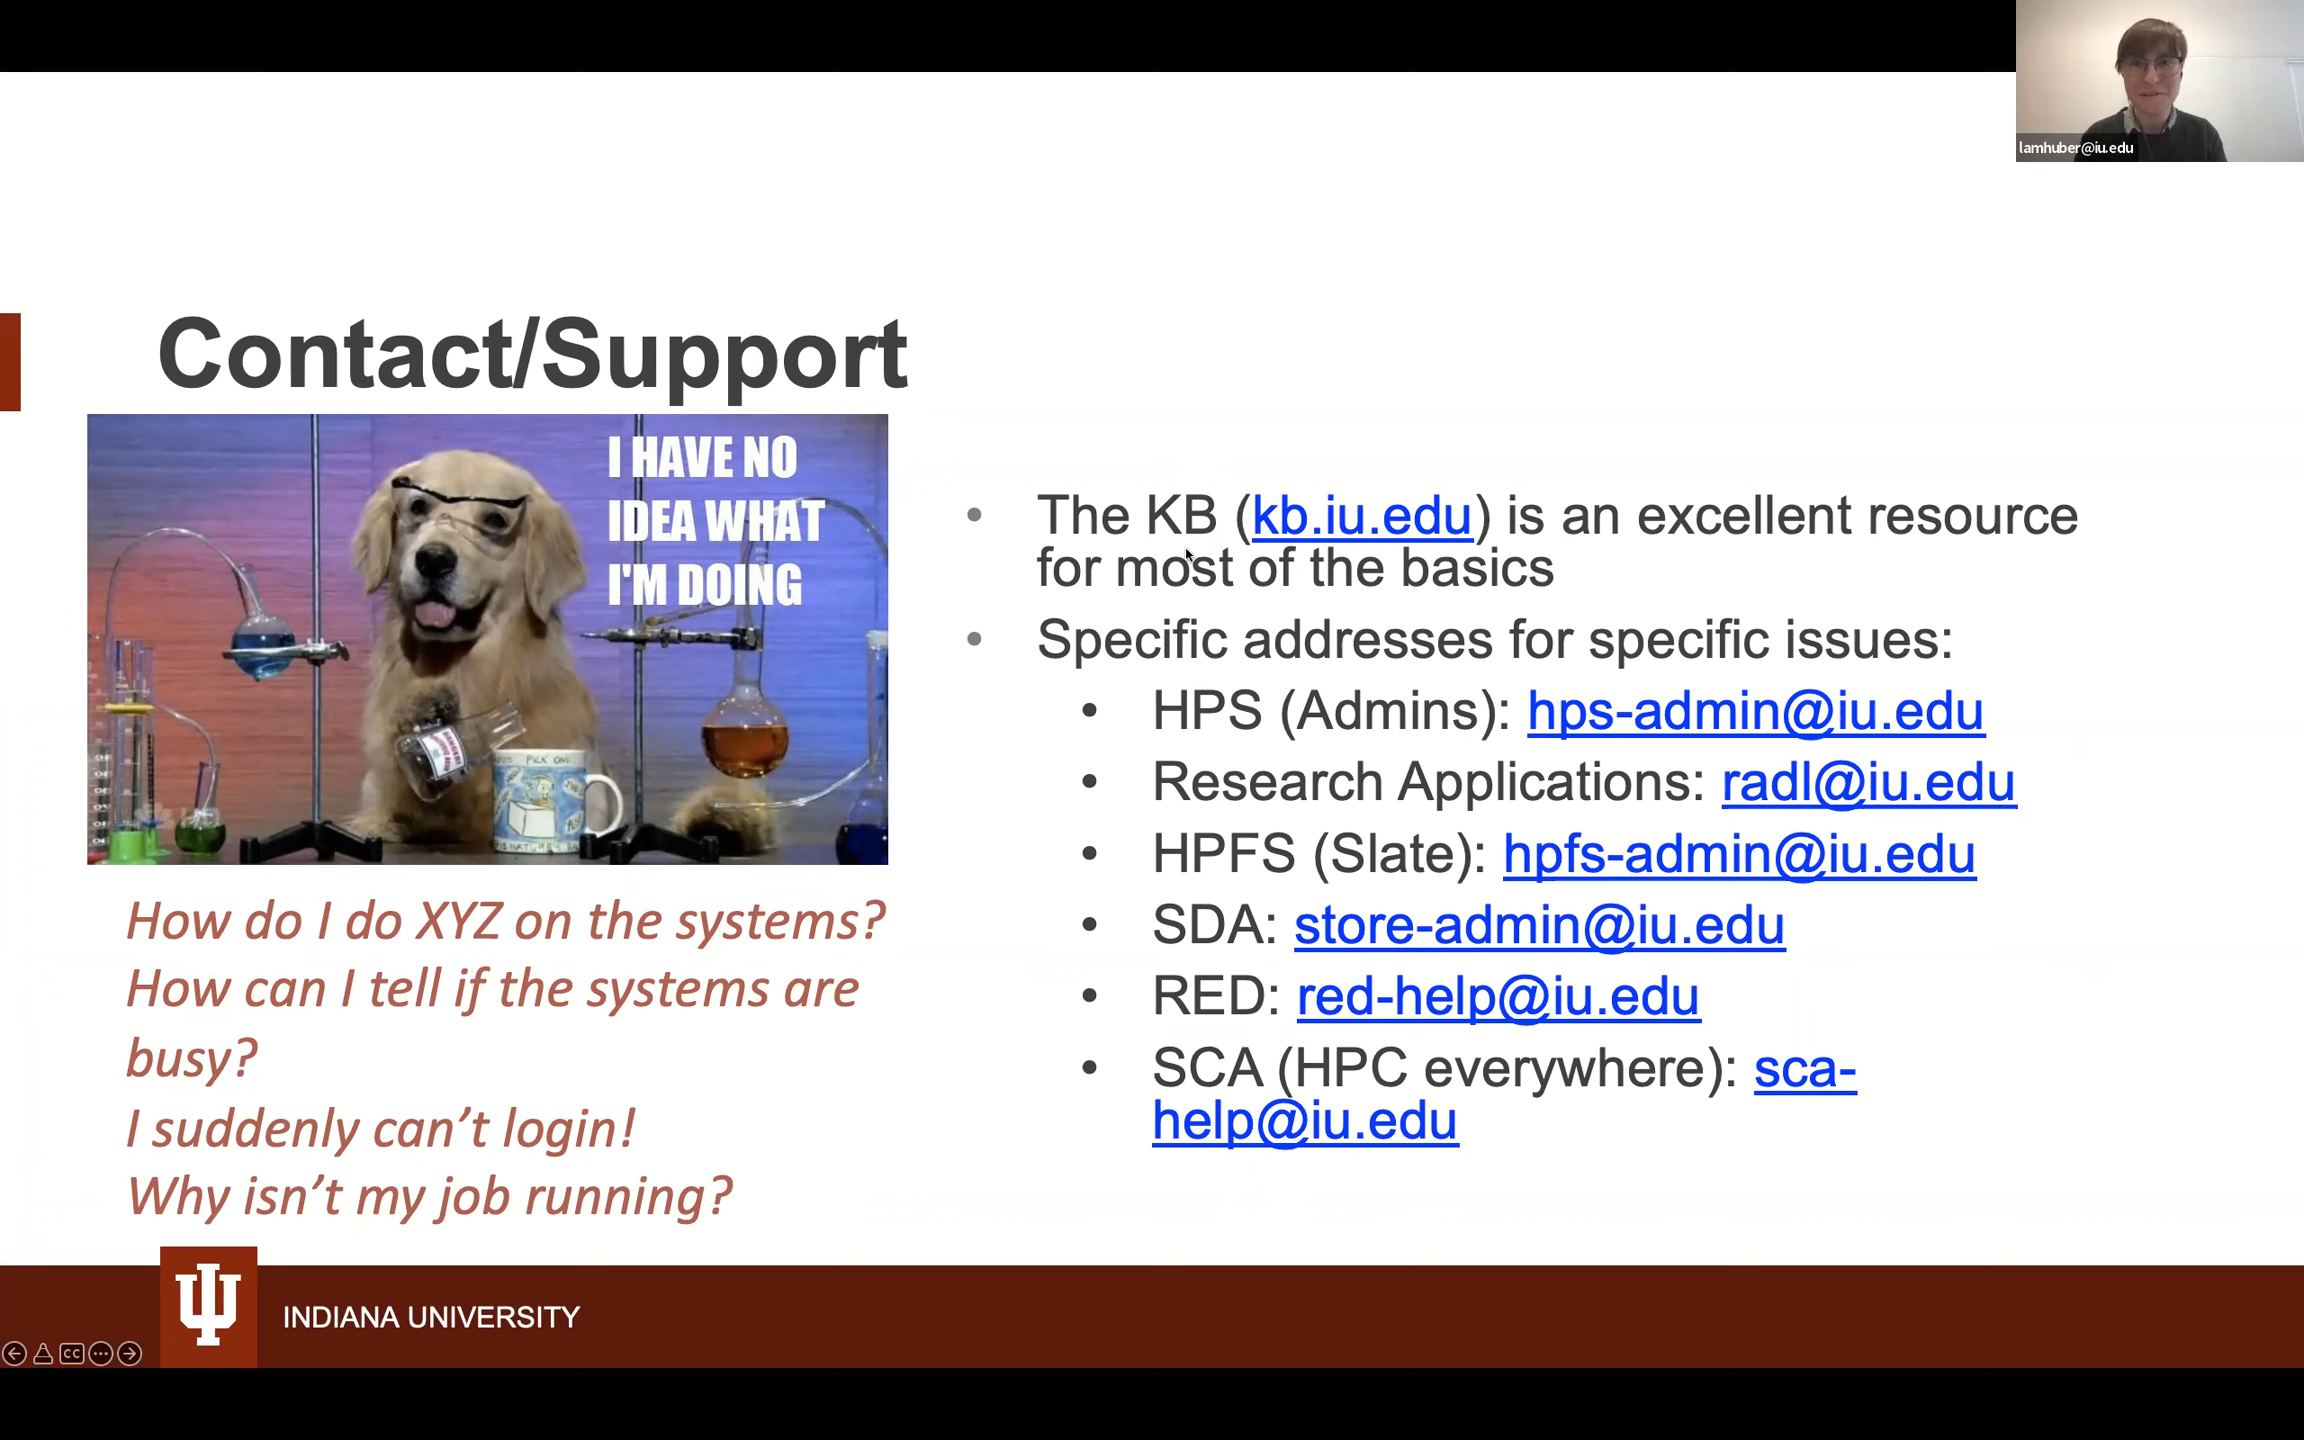 lamhuber@iu.edu
Contact/Support
I HAVE NO
IDEA WHAT
I'M DOING
PICK ONE
How do I do XYZ on the systems?
How can I tell if the systems are
busy?
I suddenly can't login!
Why isn't my job running?
• The KB (kb.iu.edu) is an excellent resource
for most of the basics
• Specific addresses for specific issues:
• HPS (Admins): hps-admin@iu.edu
• Research Applications: radl@iu.edu
• HPFS (Slate): hpfs-admin@iu.edu
• SDA: store-admin@iu.edu
• RED: red-help@iu.edu
• SCA (HPC everywhere): sca-
help@iu.edu
INDIANA UNIVERSITY
CC